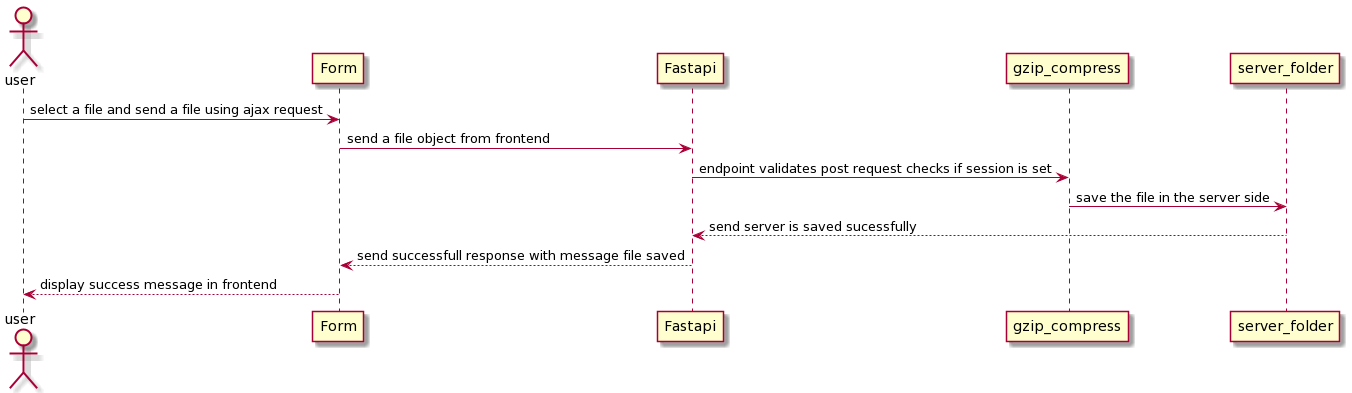 user
Form
Fastapi
gzip_compress
server_folder
select a file and send a file using ajax request
send a file object from frontend
endpoint validates post request checks if session is set
save the file in the server side
send server is saved sucessfully
send successfull response with message file saved
display success message in frontend
user
Form
Fastapi
gzip_compress
server_folder